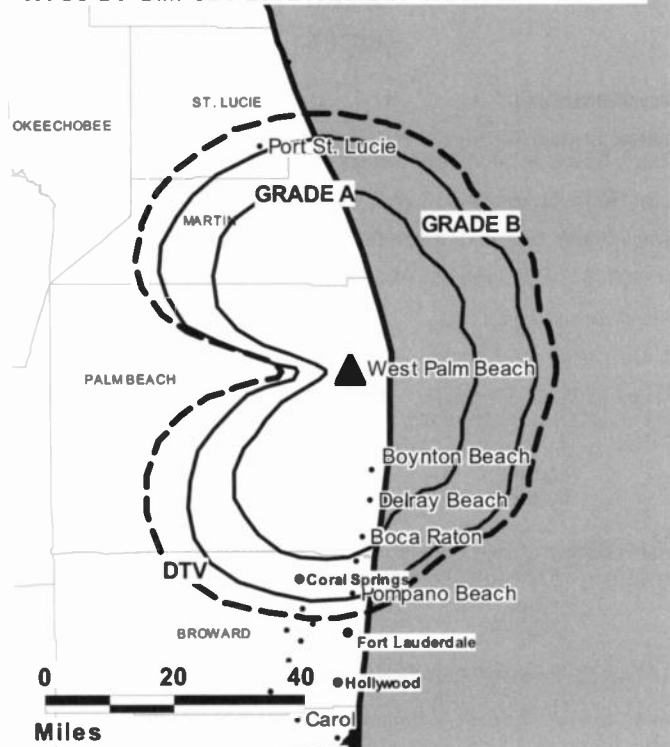 ST. LUCIE
OKEECHOBEE
Port St. Lucie
GRADE A
MARTIN
GRADE B
West Palm Beach
PALM BEACH
Boynton Beach
Delray Beach
Boca Raton
DTV
Coral Springs
Pompano Beach
BROWARD
Fort Lauderdale
0 20 40
Hollywood
Miles
Carol